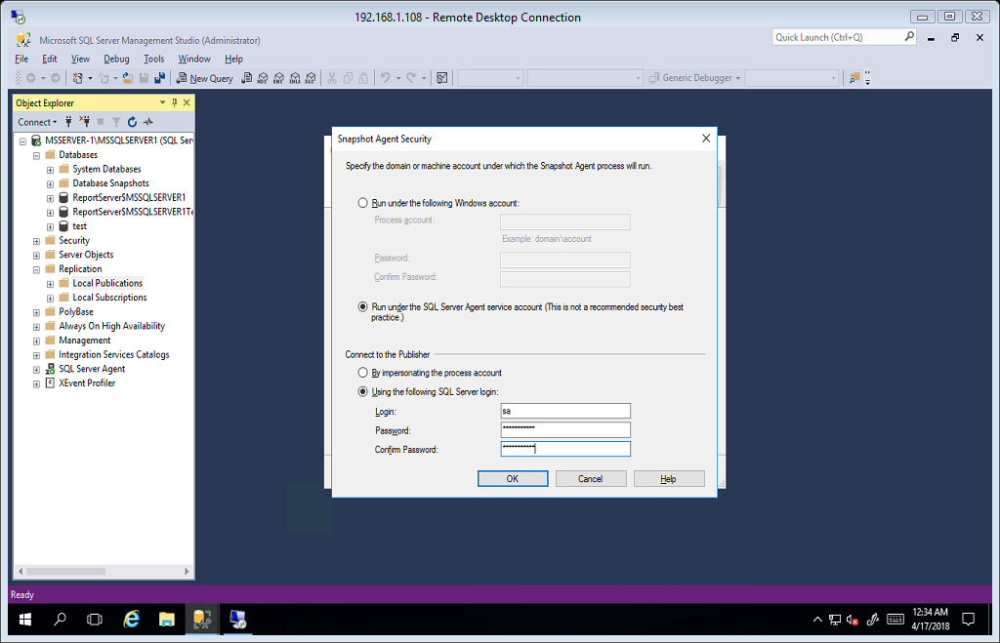 192.168.1.108 - Remote Desktop Connection
Microsoft SQL Server Management Studio (Administrator)
Quick Launch (Ctrl+Q)
File Edit View Debug Tools Window Help
New Query MDX DMX XMLA DAX Generic Debugger
Object Explorer
Connect
MSSERVER-1\MSSQLSERVER1 (SQL Ser
Databases
System Databases
Database Snapshots
ReportServer$MSSQLSERVER1
ReportServer$MSSQLSERVER1Te
test
Security
Server Objects
Replication
Local Publications
Local Subscriptions
PolyBase
Always On High Availability
Management
Integration Services Catalogs
SQL Server Agent
XEvent Profiler
Snapshot Agent Security
Specify the domain or machine account under which the Snapshot Agent process will run.
Run under the following Windows account:
Process account:
Example: domain\account
Password:
Confirm Password:
Run under the SQL Server Agent service account (This is not a recommended security best
practice.)
Connect to the Publisher
By impersonating the process account
Using the following SQL Server login:
Login: sa
Password: ***********
Confirm Password: ***********
OK Cancel Help
Ready
12:34 AM
4/17/2018